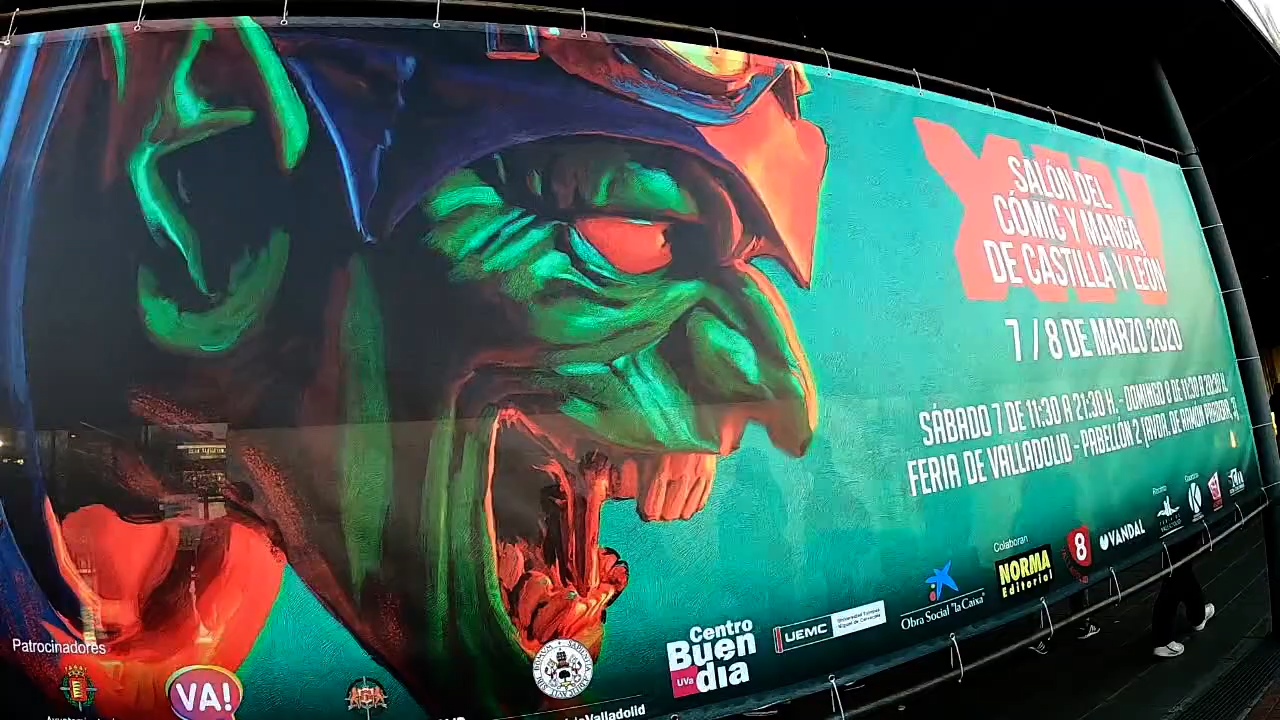 XIII
SALÓN DEL
CÓMIC Y MANGA
DE CASTILLA Y LEÓN
7 / 8 DE MARZO 2020
SÁBADO 7 DE 11:30 A 21:30 H. - DOMINGO 8 DE 11:30 A 20:30 H.
FERIA DE VALLADOLID - PABELLÓN 2 (AVDA. DE RAMÓN PRADERA, 3)
Patrocinadores
VA!
Centro
Buen
UVa día
UEMC
Obra Social "la Caixa"
Colaboran
NORMA
Editorial
8
VANDAL